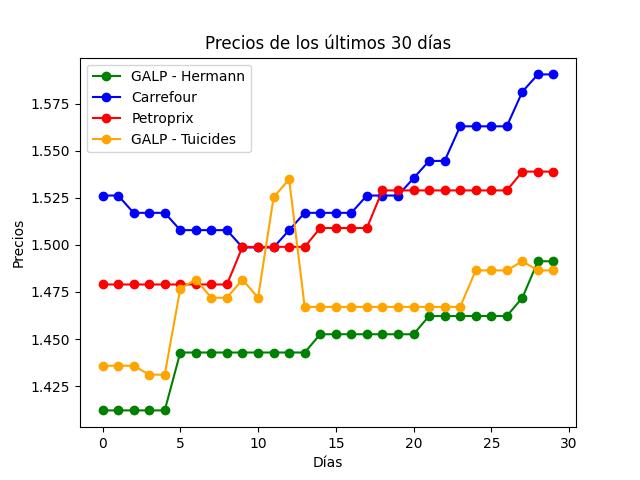 Precios de los últimos 30 días
GALP - Hermann
Carrefour
Petroprix
GALP - Tuicides
1.575
1.550
1.525
1.500
1.475
1.450
1.425
Precios
0 5 10 15 20 25 30
Días